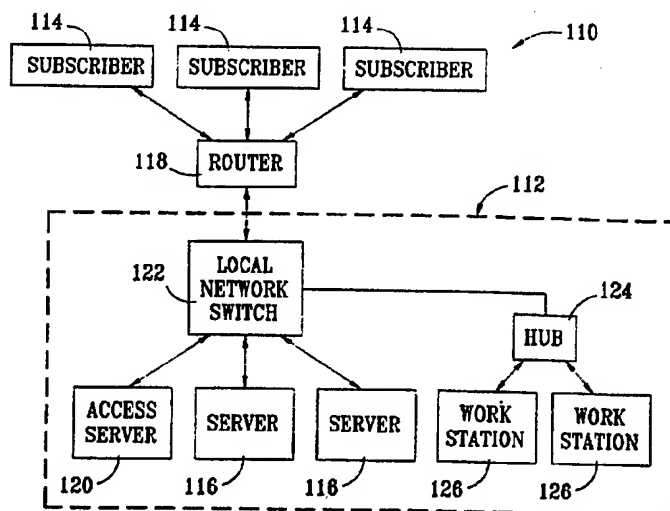 114 114 114 110
SUBSCRIBER SUBSCRIBER SUBSCRIBER
118 ROUTER
112
122 LOCAL NETWORK SWITCH
124
HUB
ACCESS SERVER SERVER SERVER WORK STATION WORK STATION
120 116 116 126 126